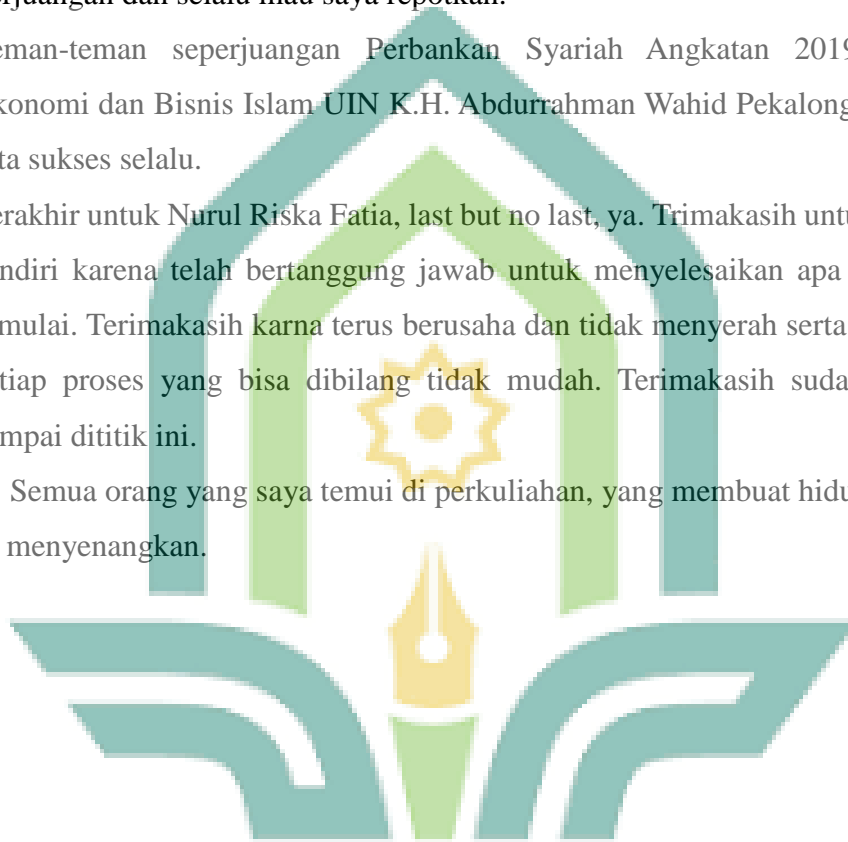 erjuangan dan selalu mau saya repotkan.
eman-teman seperjuangan Perbankan Syariah Angkatan 2019
konomi dan Bisnis Islam UIN K.H. Abdurrahman Wahid Pekalong
ta sukses selalu.
erakhir untuk Nurul Riska Fatia, last but no last, ya. Trimakasih untu
ndiri karena telah bertanggung jawab untuk menyelesaikan apa
mulai. Terimakasih karna terus berusaha dan tidak menyerah serta
tiap proses yang bisa dibilang tidak mudah. Terimakasih suda
mpai dititik ini.
Semua orang yang saya temui di perkuliahan, yang membuat hidu
menyenangkan.